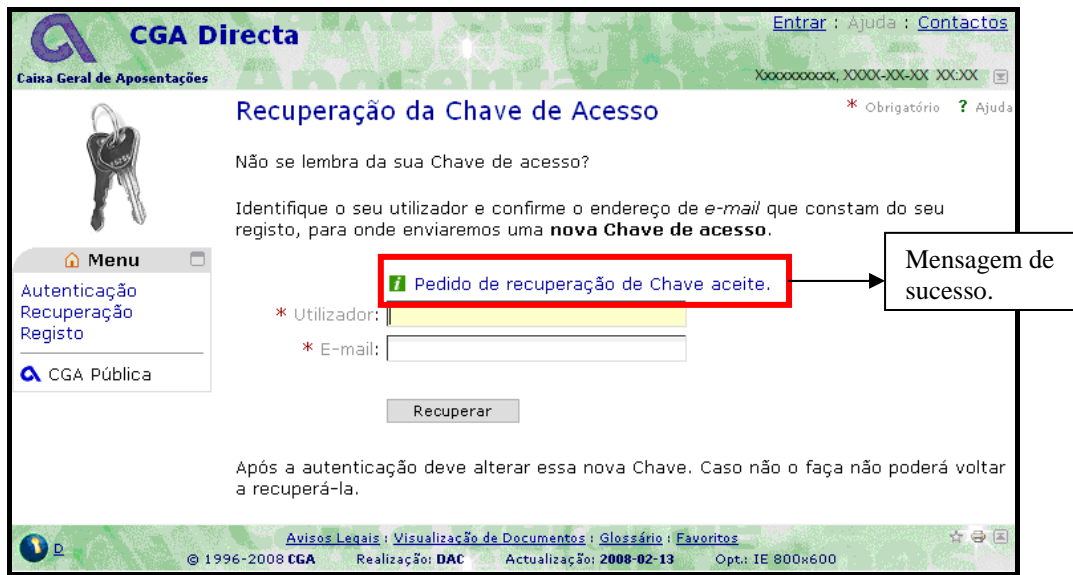 CGA Directa
Entrar : Ajuda : Contactos
Caixa Geral de Aposentações
Xxxxxxxxxx, XXXX-XX-XX XX:XX
Recuperação da Chave de Acesso
* Obrigatório ? Ajuda
Não se lembra da sua Chave de acesso?
Identifique o seu utilizador e confirme o endereço de e-mail que constam do seu
registo, para onde enviaremos uma nova Chave de acesso.
Menu
Autenticação
Recuperação
Registo
CGA Pública
i Pedido de recuperação de Chave aceite.
Mensagem de
sucesso.
* Utilizador:
* E-mail:
Recuperar
Após a autenticação deve alterar essa nova Chave. Caso não o faça não poderá voltar
a recuperá-la.
D
Avisos Legais : Visualização de Documentos : Glossário : Favoritos
© 1996-2008 CGA Realização: DAC Actualização: 2008-02-13 Opt.: IE 800x600